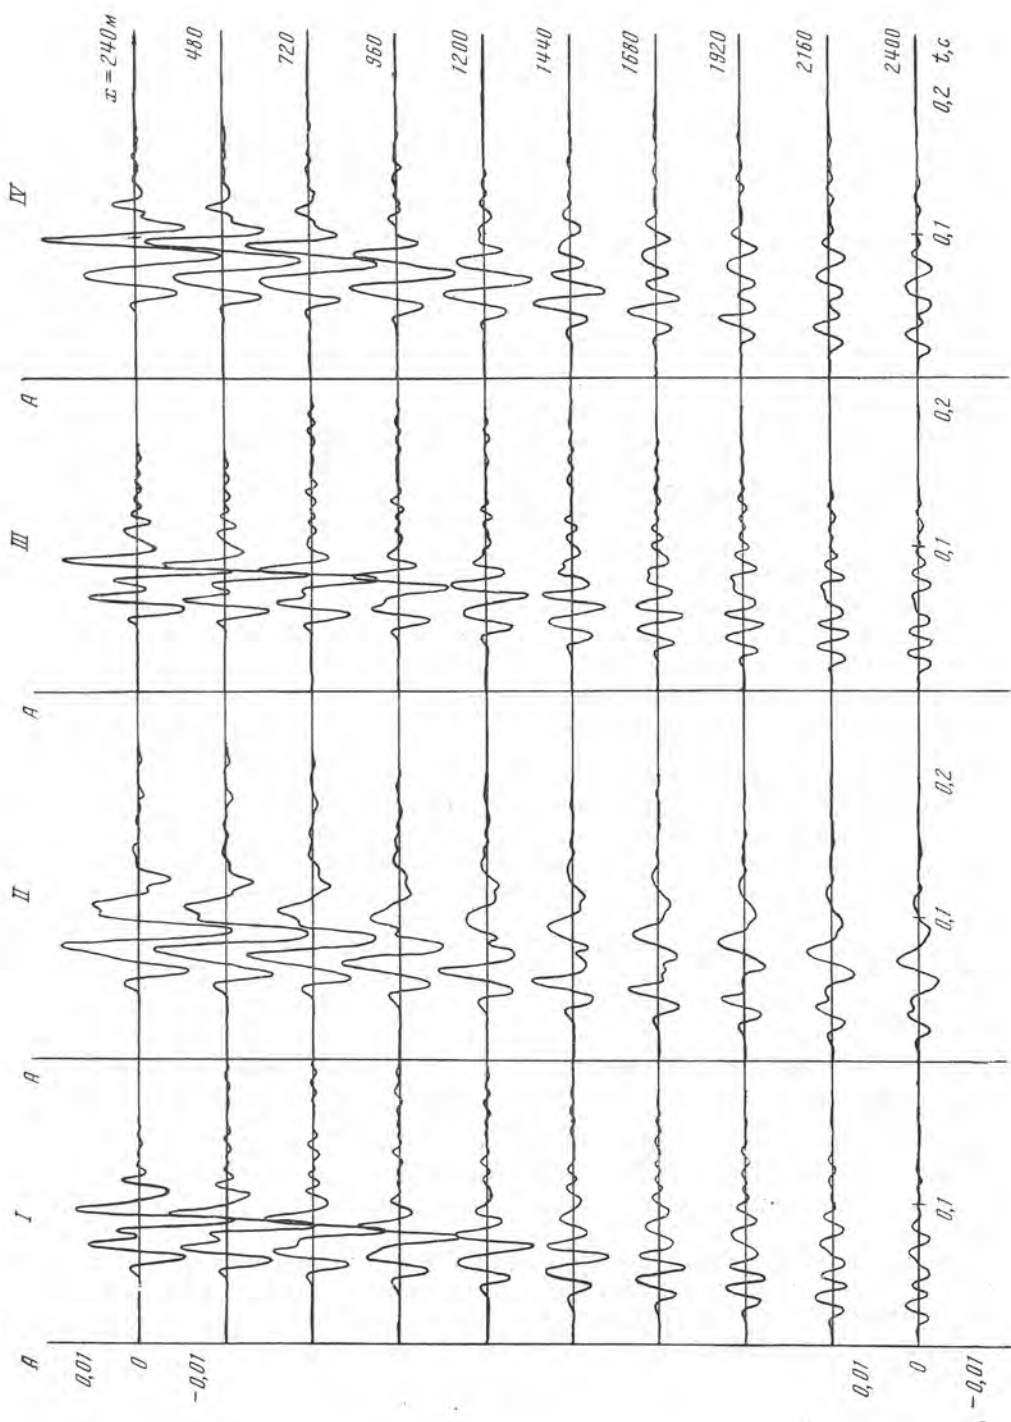 I II III IV
A 0,01 0 -0,01
A
A
A
x = 240 м
480
720
960
1200
1440
1680
1920
2160
2400
0,01 0 -0,01
0,1 0,1 0,2 0,1 0,2 0,1 0,2 t, c